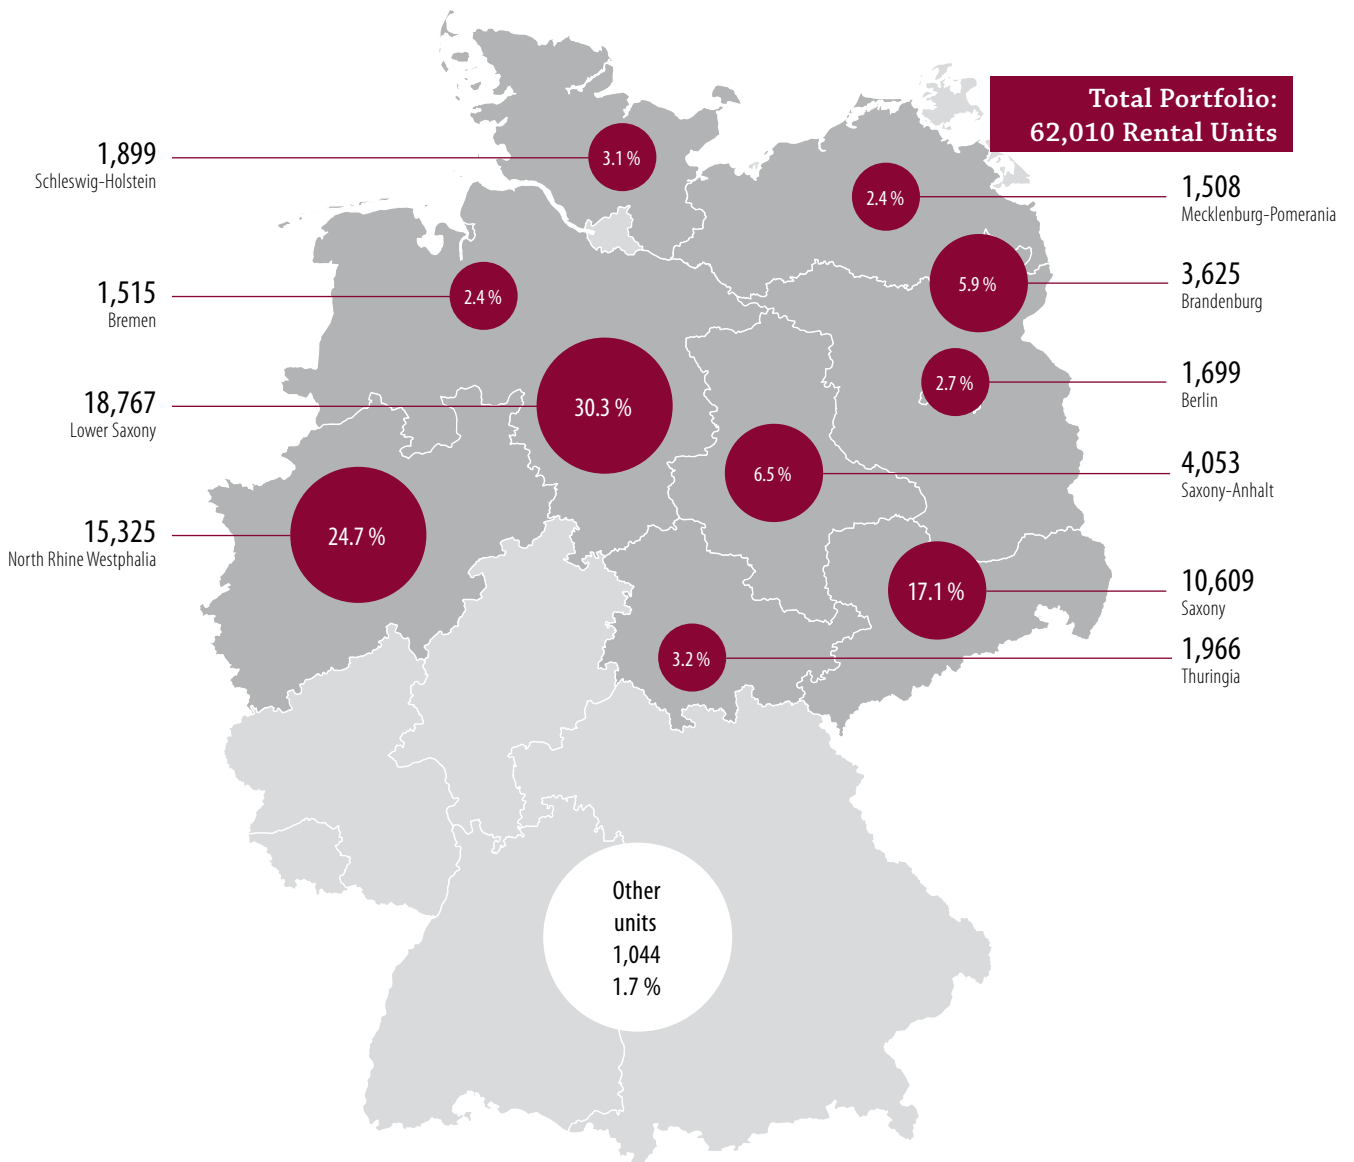 Total Portfolio:
62,010 Rental Units
1,899
Schleswig-Holstein
3.1 %
1,515
Bremen
2.4 %
18,767
Lower Saxony
30.3 %
15,325
North Rhine Westphalia
24.7 %
2.4 %
1,508
Mecklenburg-Pomerania
5.9 %
3,625
Brandenburg
2.7 %
1,699
Berlin
6.5 %
4,053
Saxony-Anhalt
17.1 %
10,609
Saxony
3.2 %
1,966
Thuringia
Other
units
1,044
1.7 %